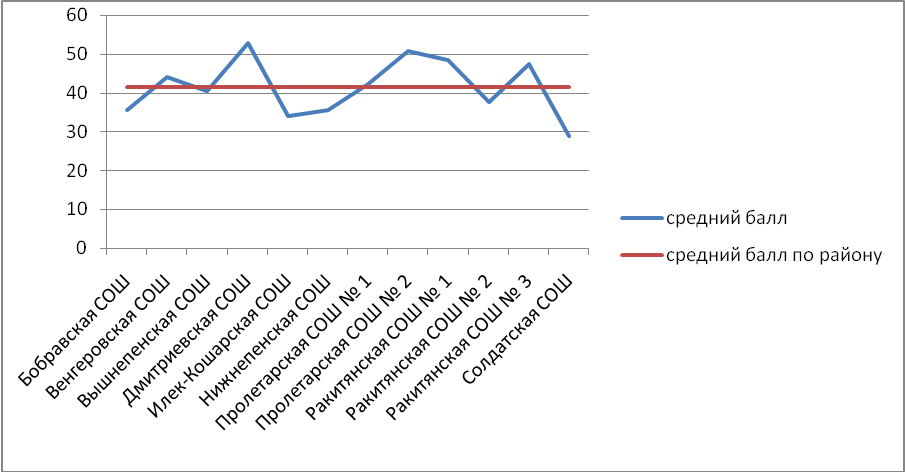 60
50
40
30
20
10
0
Бобравская СОШ
Венгеровская СОШ
Вышнепенская СОШ
Дмитриевская СОШ
Илек-Кошарская СОШ
Нижнепенская СОШ
Пролетарская СОШ № 1
Пролетарская СОШ № 2
Ракитянская СОШ № 1
Ракитянская СОШ № 2
Ракитянская СОШ № 3
Солдатская СОШ
средний балл
средний балл по району